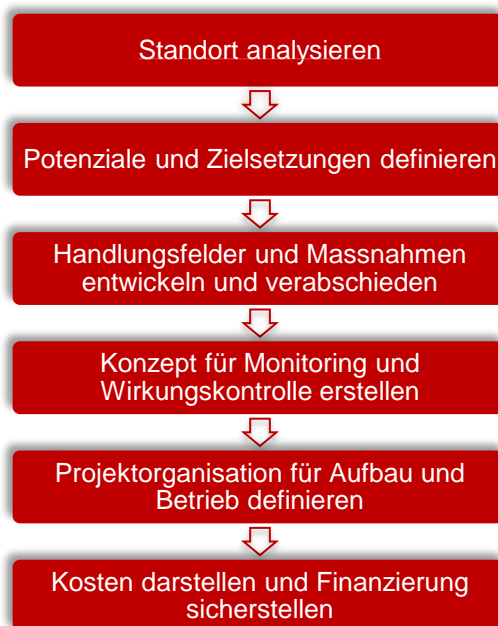 Standort analysieren
Potenziale und Zielsetzungen definieren
Handlungsfelder und Massnahmen
entwickeln und verabschieden
Konzept für Monitoring und
Wirkungskontrolle erstellen
Projektorganisation für Aufbau und
Betrieb definieren
Kosten darstellen und Finanzierung
sicherstellen